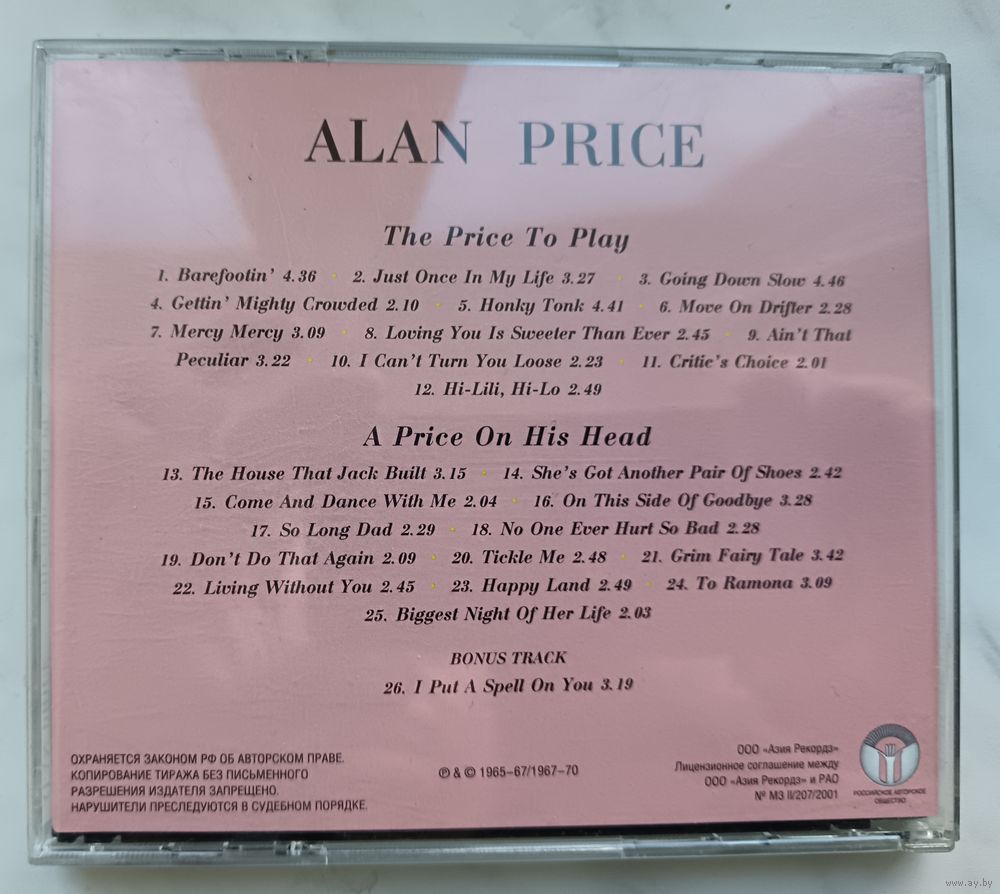 ALAN PRICE
The Price To Play
1. Barefootin' 4.36 • 2. Just Once In My Life 3.27 • 3. Going Down Slow 4.46
4. Gettin' Mighty Crowded 2.10 • 5. Honky Tonk 4.41 • 6. Move On Drifter 2.28
7. Mercy Mercy 3.09 • 8. Loving You Is Sweeter Than Ever 2.45 • 9. Ain't That
Peculiar 3.22 • 10. I Can't Turn You Loose 2.23 • 11. Critic's Choice 2.01
12. Hi-Lili, Hi-Lo 2.49
A Price On His Head
13. The House That Jack Built 3.15 • 14. She's Got Another Pair Of Shoes 2.42
15. Come And Dance With Me 2.04 • 16. On This Side Of Goodbye 3.28
17. So Long Dad 2.29 • 18. No One Ever Hurt So Bad 2.28
19. Don't Do That Again 2.09 • 20. Tickle Me 2.48 • 21. Grim Fairy Tale 3.42
22. Living Without You 2.45 • 23. Happy Land 2.49 • 24. To Ramona 3.09
25. Biggest Night Of Her Life 2.03
BONUS TRACK
26. I Put A Spell On You 3.19
ОХРАНЯЕТСЯ ЗАКОНОМ РФ ОБ АВТОРСКОМ ПРАВЕ.
КОПИРОВАНИЕ ТИРАЖА БЕЗ ПИСЬМЕННОГО
РАЗРЕШЕНИЯ ИЗДАТЕЛЯ ЗАПРЕЩЕНО.
НАРУШИТЕЛИ ПРЕСЛЕДУЮТСЯ В СУДЕБНОМ ПОРЯДКЕ.
℗ & © 1965-67/1967-70
ООО «Азия Рекордз»
Лицензионное соглашение между
ООО «Азия Рекордз» и РАО
№ МЗ II/207/2001
РОССИЙСКОЕ АВТОРСКОЕ
ОБЩЕСТВО
www.ay.by